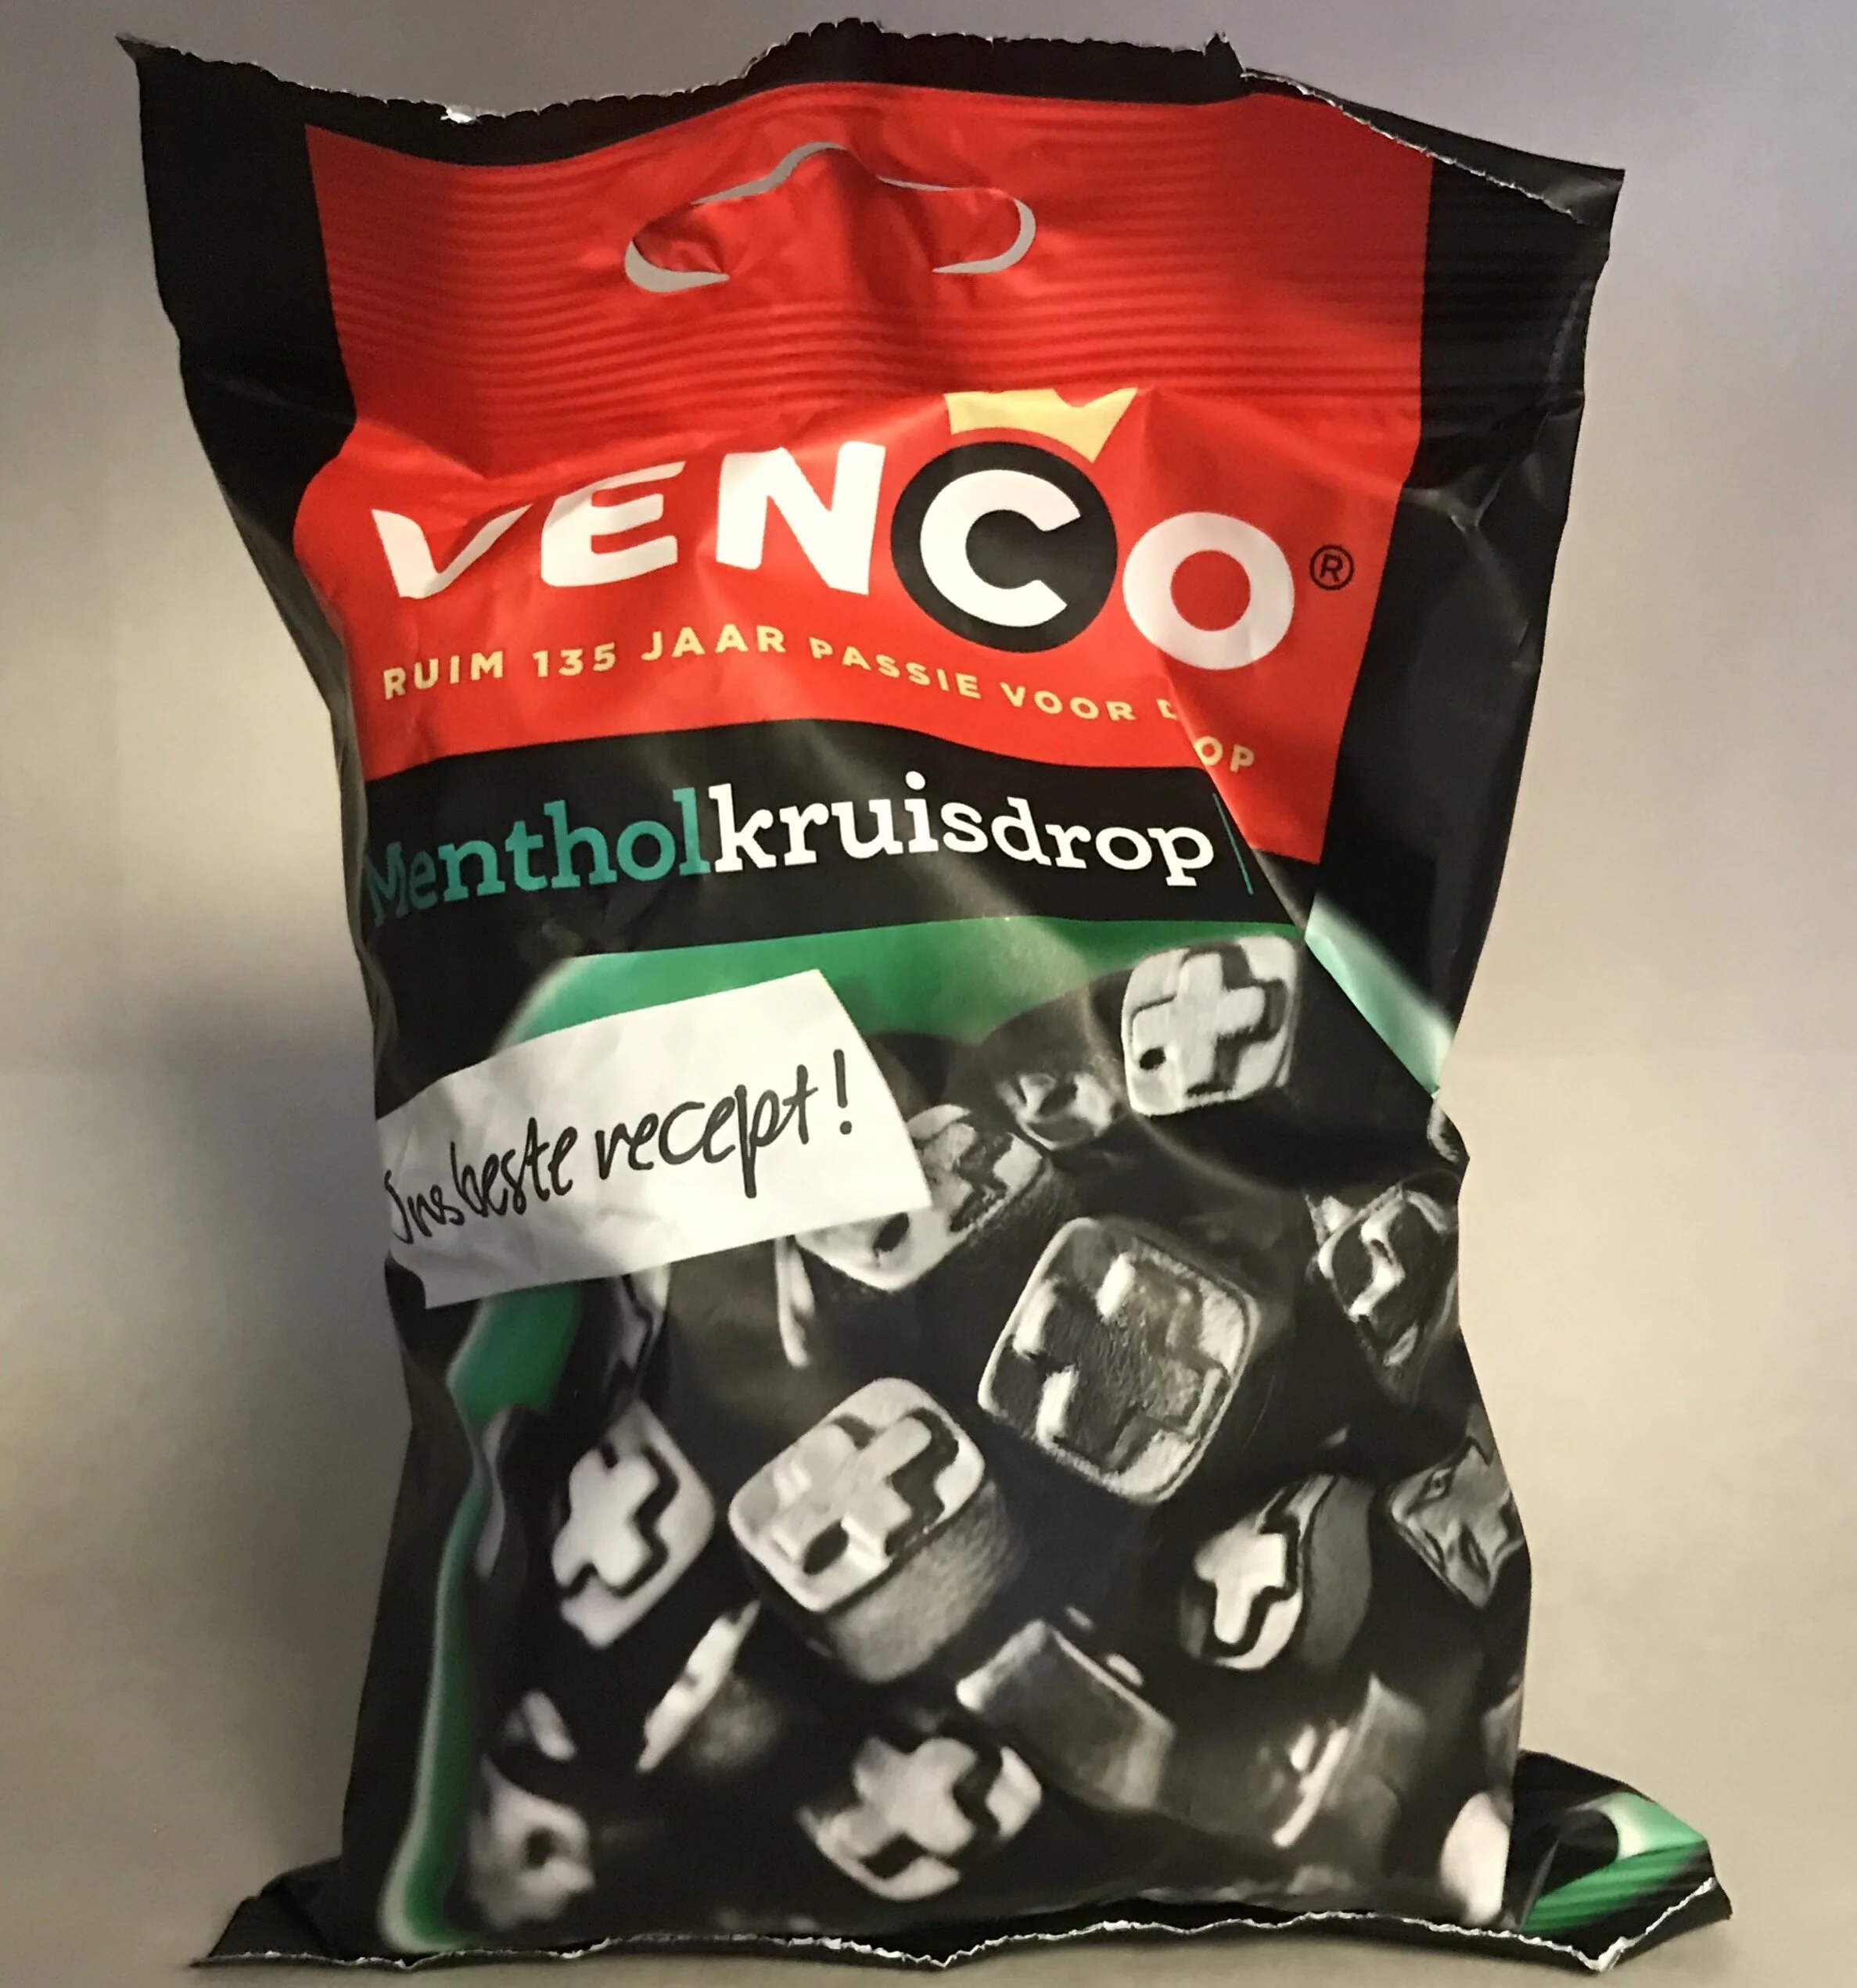 VENCO®
RUIM 135 JAAR PASSIE VOOR
Mentholkruisdrop
Ons beste recept!